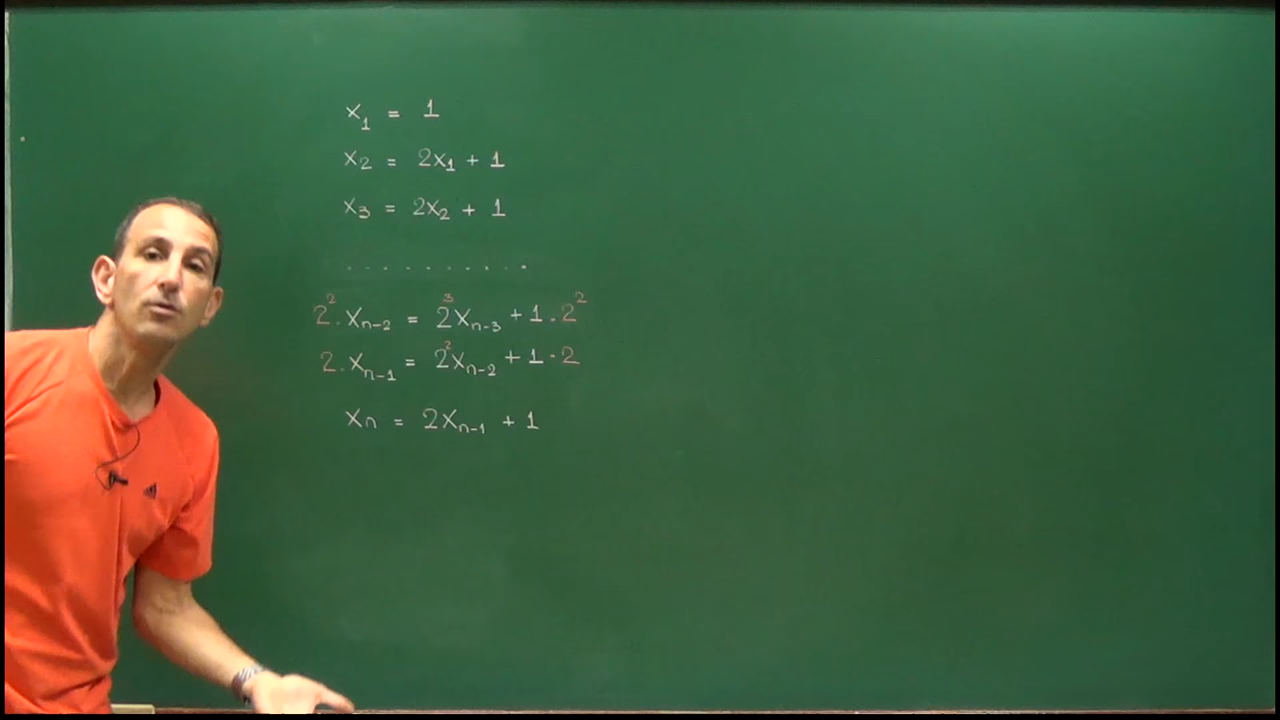 x₁ = 1
x₂ = 2x₁ + 1
x₃ = 2x₂ + 1
. . . . . . . . . .
2². xₙ₋₂ = 2³xₙ₋₃ + 1 . 2²
2. xₙ₋₁ = 2²xₙ₋₂ + 1 · 2
xₙ = 2xₙ₋₁ + 1